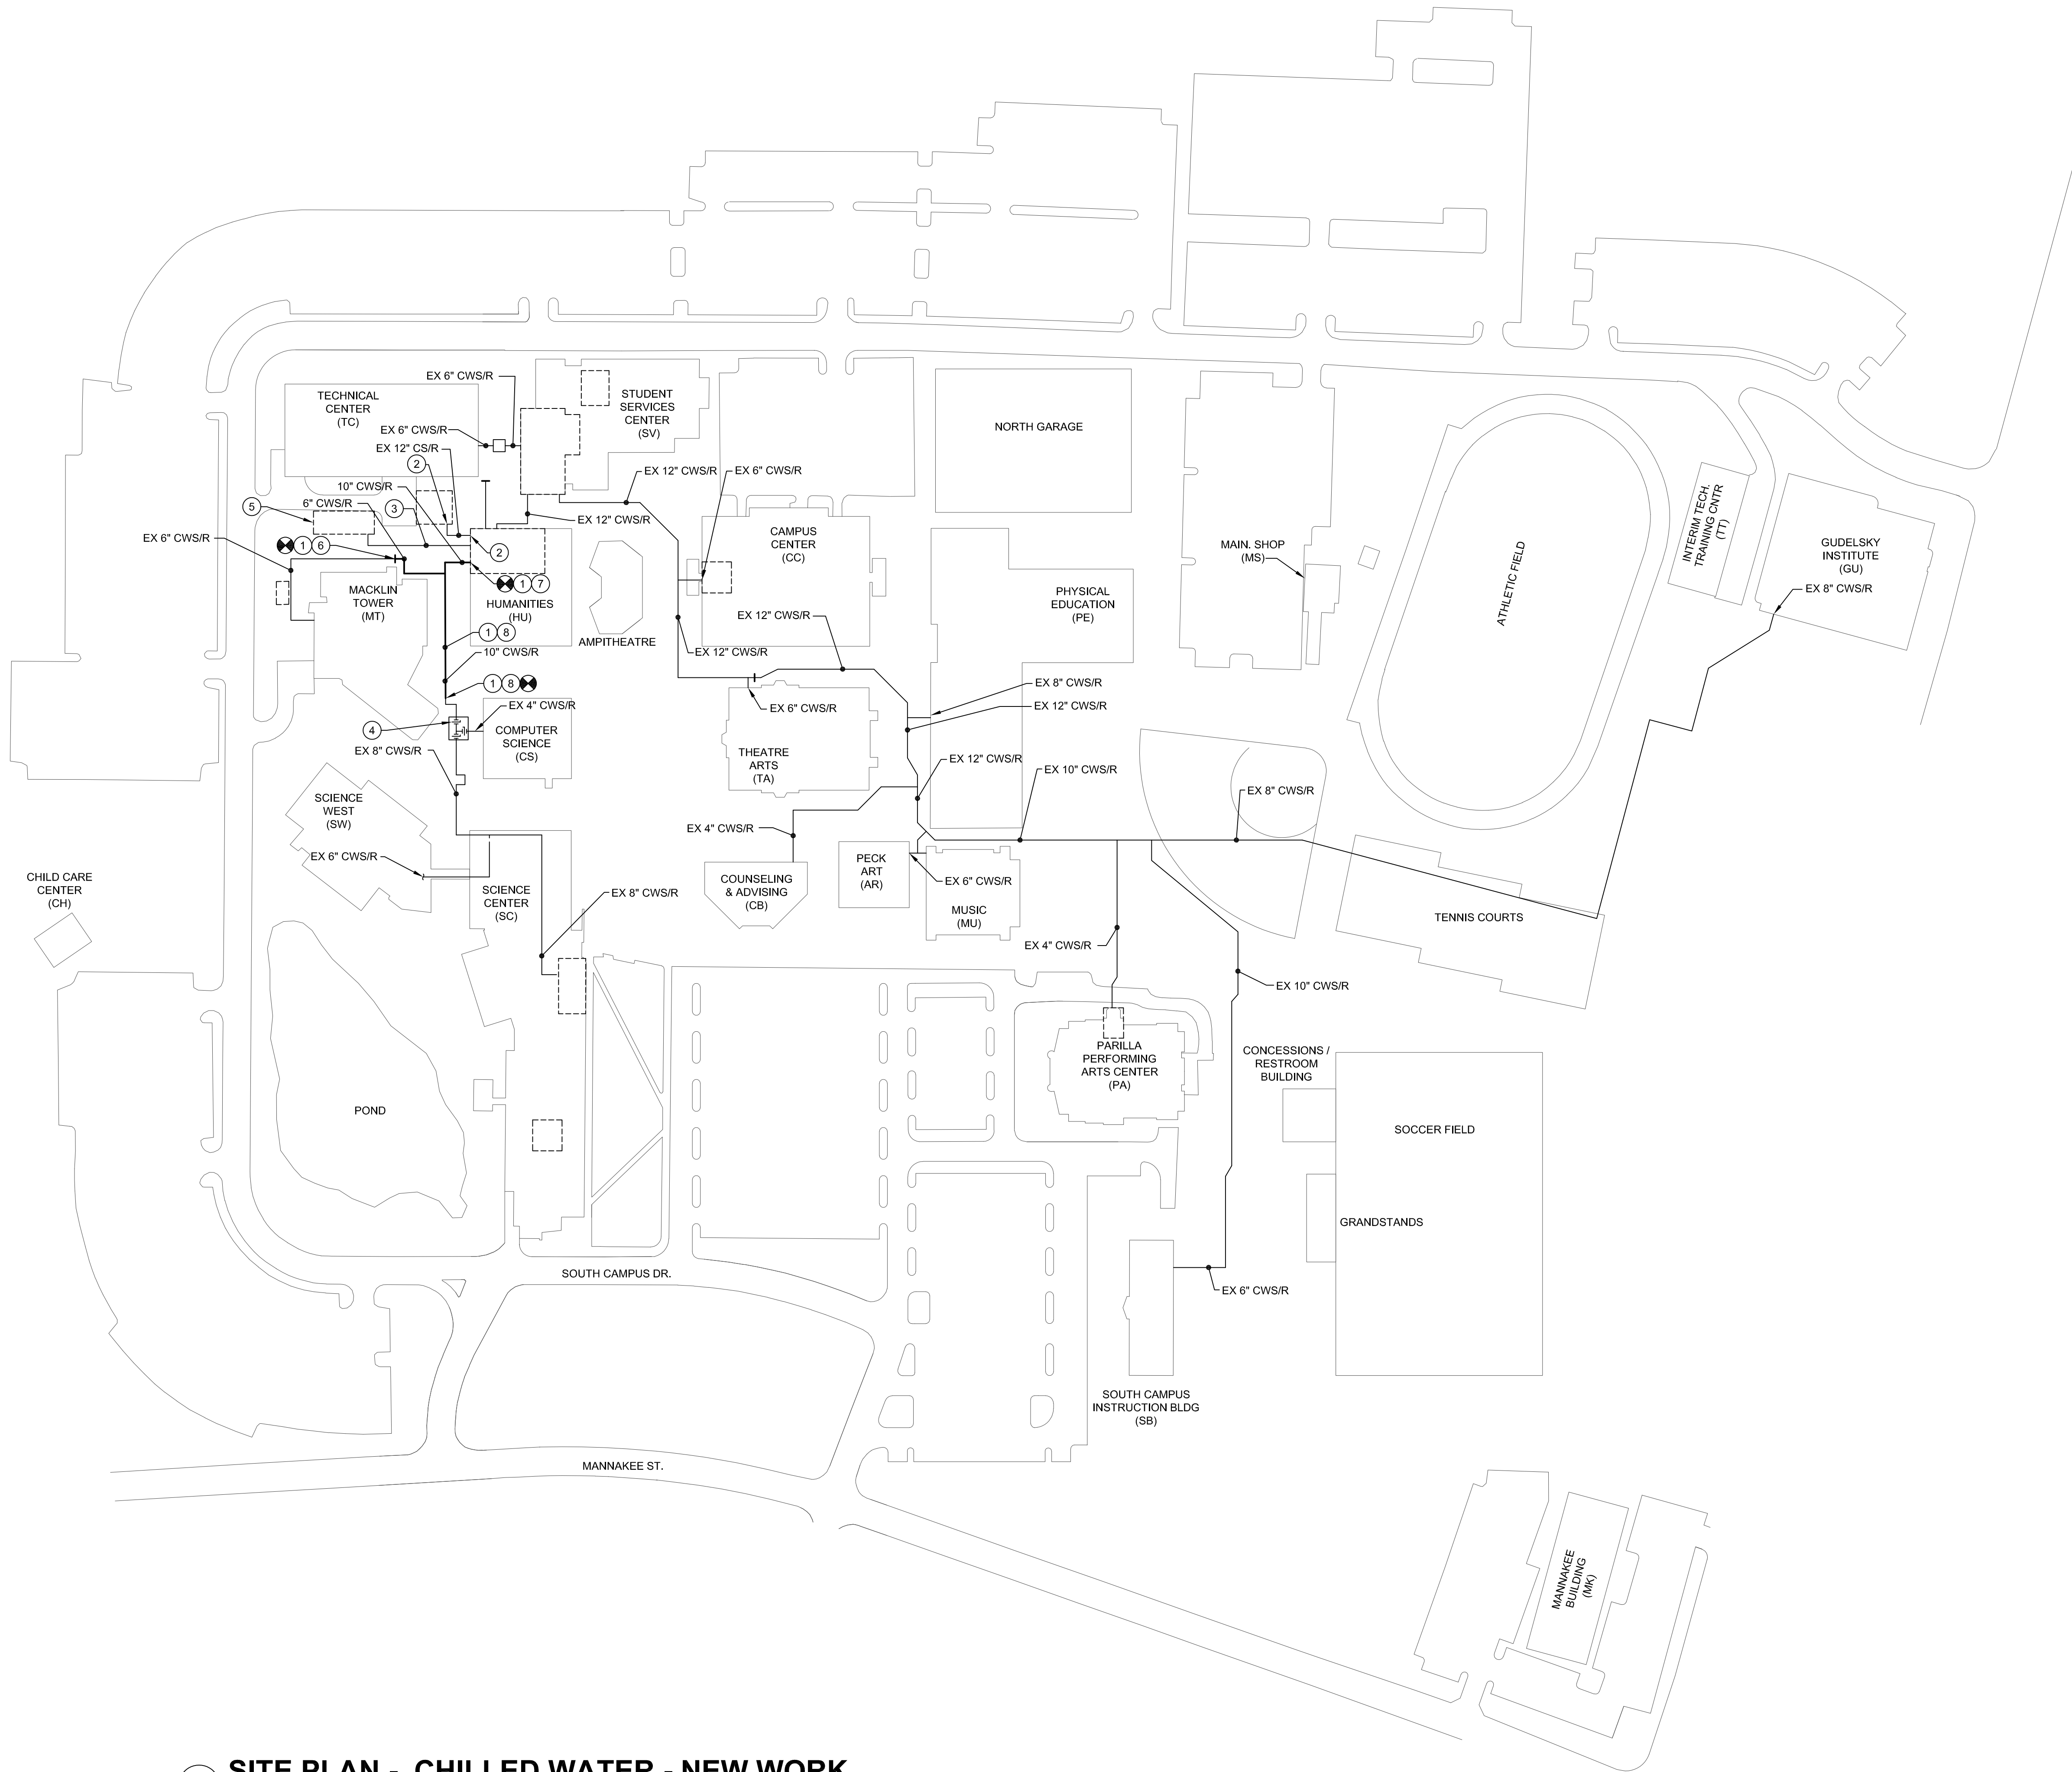 EX 6" CWS/R
TECHNICAL
CENTER
(TC)
STUDENT
SERVICES
CENTER
(SV)
EX 6" CWS/R
EX 12" CS/R
2
NORTH GARAGE
EX 12" CWS/R
EX 6" CWS/R
10" CWS/R
6" CWS/R
3
5
EX 12" CWS/R
EX 6" CWS/R
1
6
2
CAMPUS
CENTER
(CC)
MAIN. SHOP
(MS)
ATHLETIC FIELD
INTERIM TECH.
TRAINING CNTR
(TT)
GUDELSKY
INSTITUTE
(GU)
EX 8" CWS/R
MACKLIN
TOWER
(MT)
1
7
HUMANITIES
(HU)
PHYSICAL
EDUCATION
(PE)
EX 12" CWS/R
1
8
AMPITHEATRE
10" CWS/R
EX 12" CWS/R
1
8
EX 8" CWS/R
EX 4" CWS/R
EX 6" CWS/R
EX 12" CWS/R
4
COMPUTER
SCIENCE
(CS)
EX 8" CWS/R
THEATRE
ARTS
(TA)
EX 12" CWS/R
EX 10" CWS/R
EX 8" CWS/R
SCIENCE
WEST
(SW)
EX 4" CWS/R
EX 6" CWS/R
PECK
ART
(AR)
CHILD CARE
CENTER
(CH)
SCIENCE
CENTER
(SC)
EX 8" CWS/R
COUNSELING
& ADVISING
(CB)
EX 6" CWS/R
MUSIC
(MU)
TENNIS COURTS
EX 4" CWS/R
EX 10" CWS/R
PARILLA
PERFORMING
ARTS CENTER
(PA)
CONCESSIONS /
RESTROOM
BUILDING
POND
SOCCER FIELD
GRANDSTANDS
SOUTH CAMPUS DR.
EX 6" CWS/R
SOUTH CAMPUS
INSTRUCTION BLDG
(SB)
MANNAKEE ST.
MANNAKEE
BUILDING
(MK)
SITE PLAN - CHILLED WATER - NEW WORK